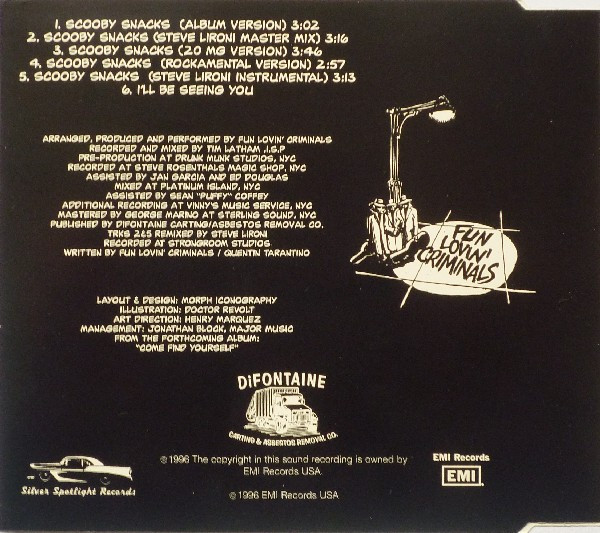 1. SCOOBY SNACKS (ALBUM VERSION) 3:02
2. SCOOBY SNACKS (STEVE LIRONI MASTER MIX) 3:16
3. SCOOBY SNACKS (20 MG VERSION) 3:46
4. SCOOBY SNACKS (ROCKAMENTAL VERSION) 2:57
5. SCOOBY SNACKS (STEVE LIRONI INSTRUMENTAL) 3:13
6. I'LL BE SEEING YOU
ARRANGED, PRODUCED AND PERFORMED BY FUN LOVIN' CRIMINALS
RECORDED AND MIXED BY TIM LATHAM ,I.S.P
PRE-PRODUCTION AT DRUNK MUNK STUDIOS, NYC
RECORDED AT STEVE ROSENTHALS MAGIC SHOP, NYC
ASSISTED BY JAN GARCIA AND ED DOUGLAS
MIXED AT PLATINUM ISLAND, NYC
ASSISTED BY SEAN "PUFFY" COFFEY
ADDITIONAL RECORDING AT VINNY'S MUSIC SERVICE, NYC
MASTERED BY GEORGE MARINO AT STERLING SOUND, NYC
PUBLISHED BY DIFONTAINE CARTING/ASBESTOS REMOVAL CO.
TRKS 2&5 REMIXED BY STEVE LIRONI
RECORDED AT STRONGROOM STUDIOS
WRITTEN BY FUN LOVIN' CRIMINALS / QUENTIN TARANTINO
FUN
LOVIN'
CRIMINALS
LAYOUT & DESIGN: MORPH ICONOGRAPHY
ILLUSTRATION: DOCTOR REVOLT
ART DIRECTION: HENRY MARQUEZ
MANAGEMENT: JONATHAN BLOCK, MAJOR MUSIC
FROM THE FORTHCOMING ALBUM:
"COME FIND YOURSELF"
DiFONTAINE
CARTING & ASBESTOS REMOVAL CO.
Silver Spotlight Records
℗ 1996 The copyright in this sound recording is owned by
EMI Records USA.
© 1996 EMI Records USA
EMI Records
EMI